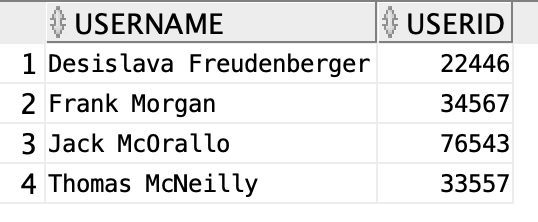 USERNAME USERID
1 Desislava Freudenberger 22446
2 Frank Morgan 34567
3 Jack McOrallo 76543
4 Thomas McNeilly 33557